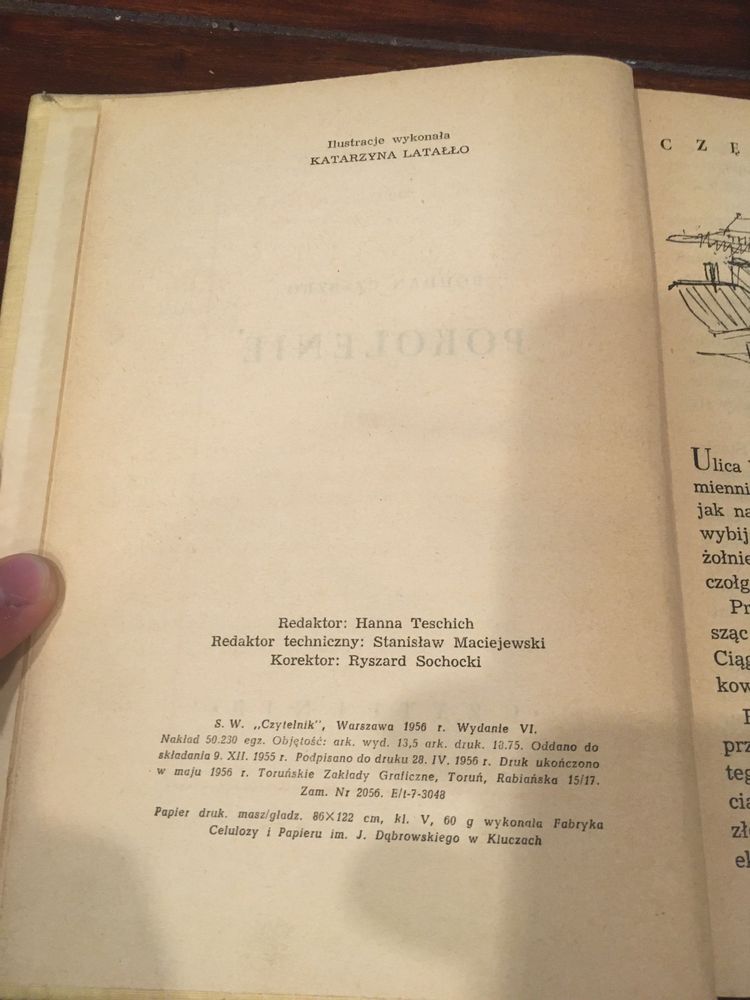 Ilustracje wykonała
KATARZYNA LATAŁŁO
POKOLENIE
Redaktor: Hanna Teschich
Redaktor techniczny: Stanisław Maciejewski
Korektor: Ryszard Sochocki
S. W. „Czytelnik”, Warszawa 1956 r. Wydanie VI.
Nakład 50.230 egz. Objętość: ark. wyd. 13,5 ark. druk. 18.75. Oddano do
składania 9. XII. 1955 r. Podpisano do druku 28. IV. 1956 r. Druk ukończono
w maju 1956 r. Toruńskie Zakłady Graficzne, Toruń, Rabiańska 15/17.
Zam. Nr 2056. E/t-7-3048
Papier druk. masz/gładz. 86×122 cm, kl. V, 60 g wykonała Fabryka
Celulozy i Papieru im. J. Dąbrowskiego w Kluczach
C Z Ę
Ulica
mienni
jak na
wybij
żołnie
czołg
Pr
sząc
Ciąg
kow
prz
teg
cia
zł
ek